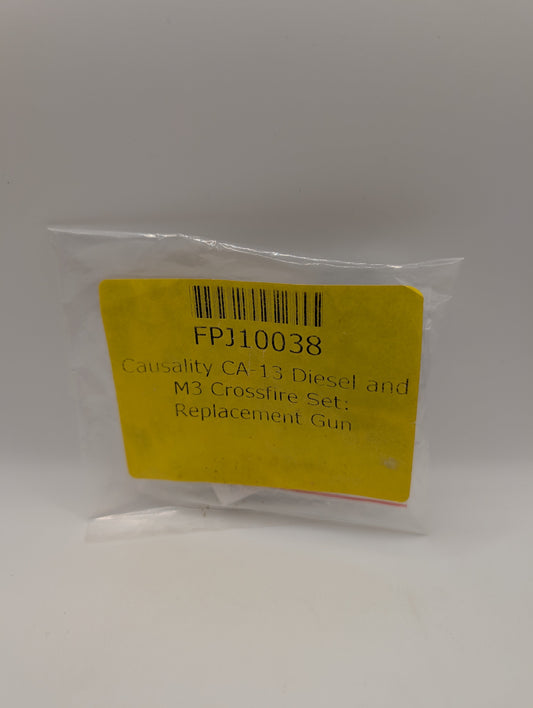 FPJ10038
Causality CA-13 Diesel and
M3 Crossfire Set:
Replacement Gun